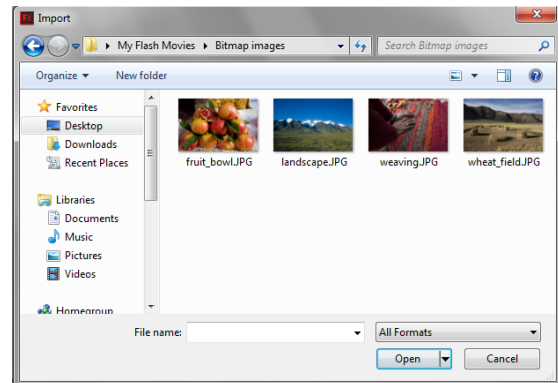 Fl Import
My Flash Movies Bitmap images Search Bitmap images
Organize New folder
Favorites
Desktop
Downloads
Recent Places
Libraries
Documents
Music
Pictures
Videos
Homegroup
fruit_bowl.JPG landscape.JPG weaving.JPG wheat_field.JPG
File name: All Formats
Open Cancel